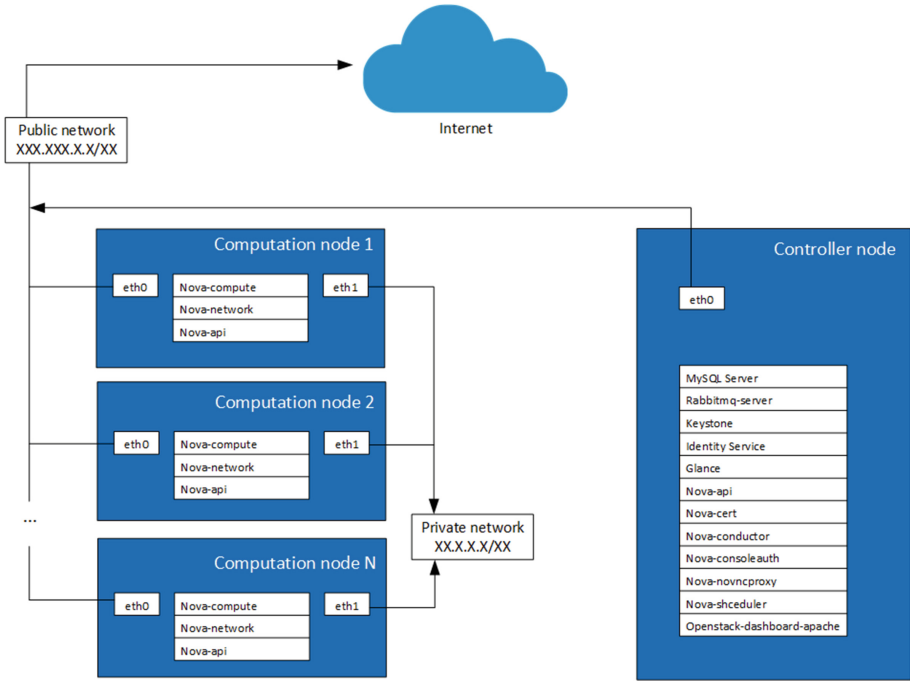 Internet
Public network
XXX.XXX.X.X/XX
Computation node 1
eth0
Nova-compute
Nova-network
Nova-api
eth1
Computation node 2
eth0
Nova-compute
Nova-network
Nova-api
eth1
...
Private network
XX.X.X.X/XX
Computation node N
eth0
Nova-compute
Nova-network
Nova-api
eth1
Controller node
eth0
MySQL Server
Rabbitmq-server
Keystone
Identity Service
Glance
Nova-api
Nova-cert
Nova-conductor
Nova-consoleauth
Nova-novncproxy
Nova-shceduler
Openstack-dashboard-apache